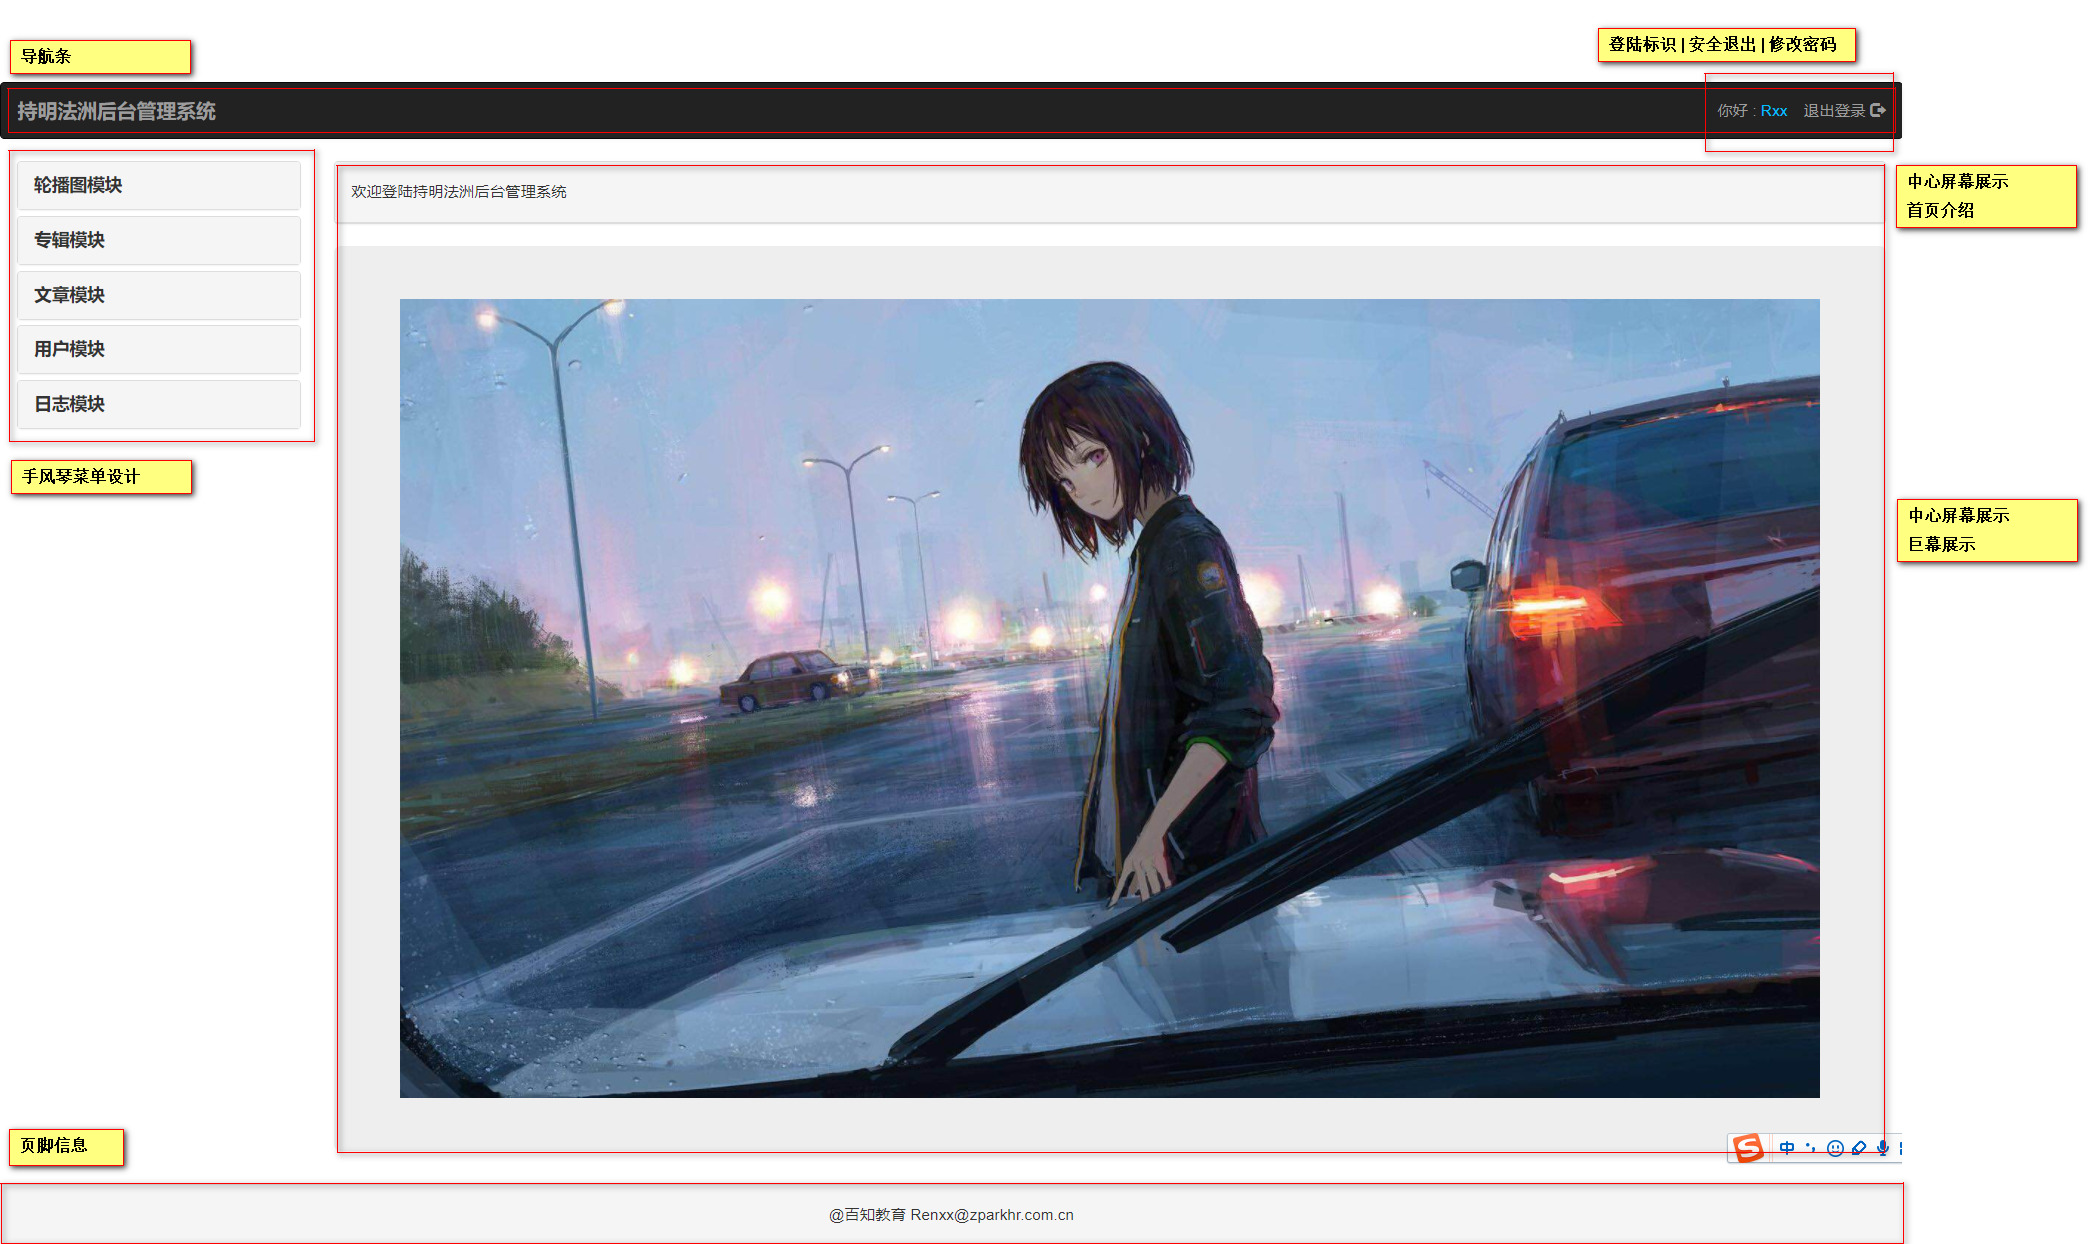 导航条
登陆标识 | 安全退出 | 修改密码
持明法洲后台管理系统
你好 : Rxx 退出登录
轮播图模块
专辑模块
文章模块
用户模块
日志模块
手风琴菜单设计
欢迎登陆持明法洲后台管理系统
中心屏幕展示
首页介绍
中心屏幕展示
巨幕展示
页脚信息
中
@百知教育 Renxx@zparkhr.com.cn